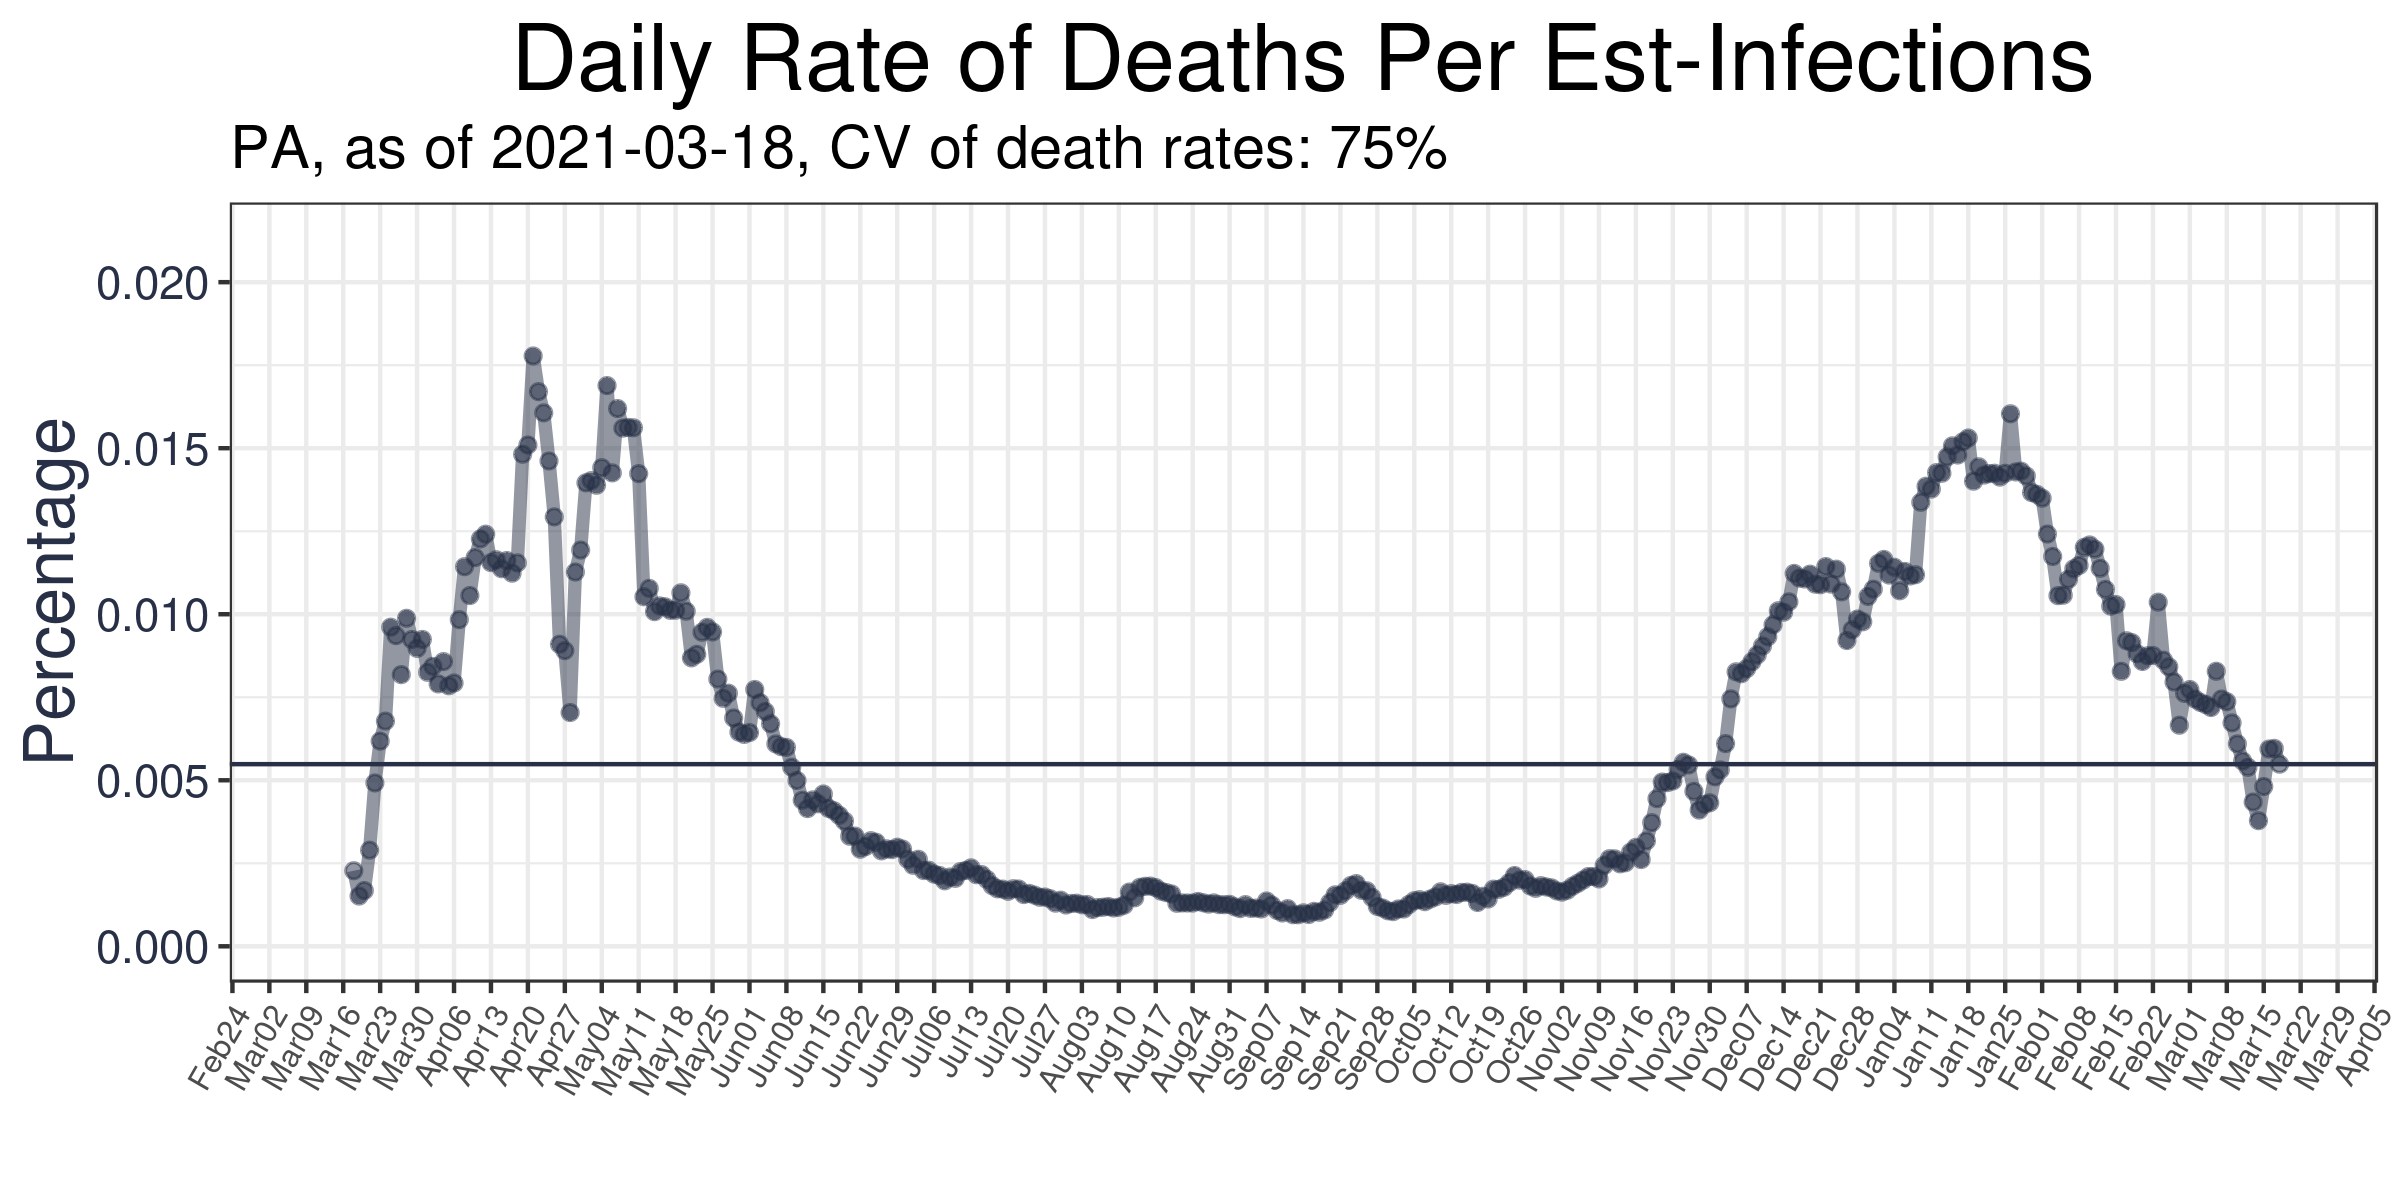 Daily Rate of Deaths Per Est-Infections
PA, as of 2021-03-18, CV of death rates: 75%
Percentage
0.020
0.015
0.010
0.005
0.000
Feb24
Mar02
Mar09
Mar16
Mar23
Mar30
Apr06
Apr13
Apr20
Apr27
May04
May11
May18
May25
Jun01
Jun08
Jun15
Jun22
Jun29
Jul06
Jul13
Jul20
Jul27
Aug03
Aug10
Aug17
Aug24
Aug31
Sep07
Sep14
Sep21
Sep28
Oct05
Oct12
Oct19
Oct26
Nov02
Nov09
Nov16
Nov23
Nov30
Dec07
Dec14
Dec21
Dec28
Jan04
Jan11
Jan18
Jan25
Feb01
Feb08
Feb15
Feb22
Mar01
Mar08
Mar15
Mar22
Mar29
Apr05